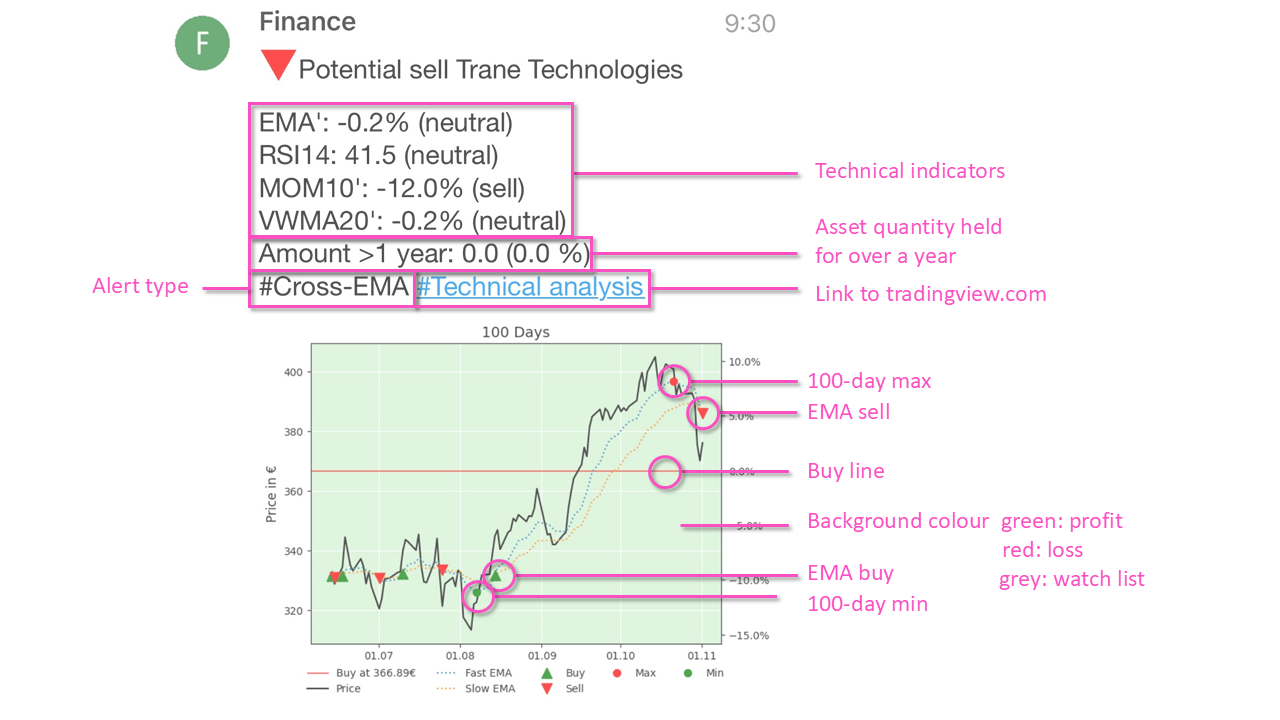 Finance
9:30
F
Potential sell Trane Technologies
EMA': -0.2% (neutral)
RSI14: 41.5 (neutral)
MOM10': -12.0% (sell)
VWMA20': -0.2% (neutral)
Amount >1 year: 0.0 (0.0 %)
#Cross-EMA #Technical analysis
Technical indicators
Asset quantity held
for over a year
Alert type
Link to tradingview.com
100 Days
400
380
360
340
320
Price in €
10.0%
5.0%
0.0%
−5.0%
−10.0%
−15.0%
01.07
01.08
01.09
01.10
01.11
100-day max
EMA sell
Buy line
Background colour green: profit
red: loss
grey: watch list
EMA buy
100-day min
Buy at 366.89€
Fast EMA
Buy
Max
Min
Price
Slow EMA
Sell